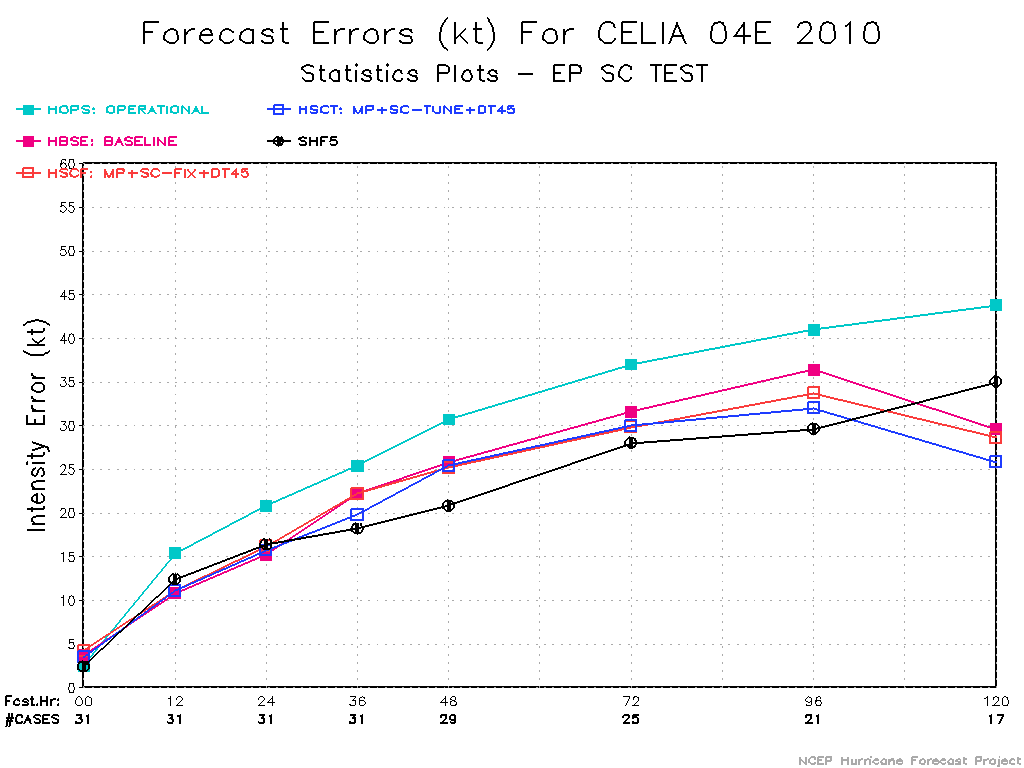 Forecast Errors (kt) For CELIA 04E 2010
Statistics Plots - EP SC TEST
HOPS: OPERATIONAL
HSCT: MP+SC-TUNE+DT45
HBSE: BASELINE
SHF5
HSCF: MP+SC-FIX+DT45
60
55
50
45
40
35
30
25
20
15
10
5
0
Intensity Error (kt)
Fcst.Hr: 00 12 24 36 48 72 96 120
#CASES 31 31 31 31 29 25 21 17
NCEP Hurricane Forecast Project